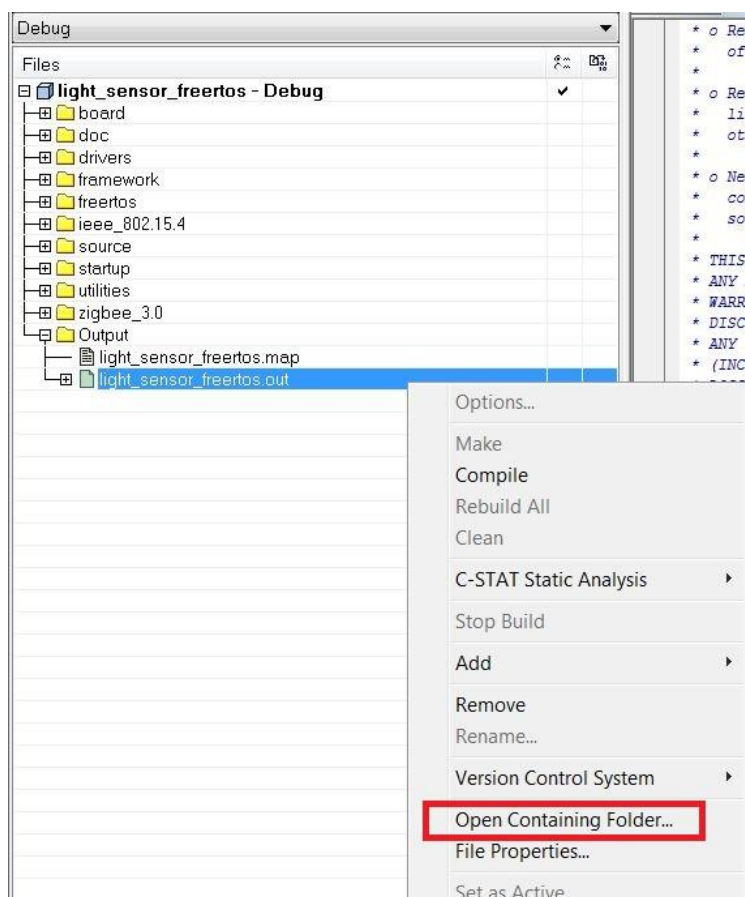 Debug
Files
light_sensor_freertos - Debug
board
doc
drivers
framework
freertos
ieee_802.15.4
source
startup
utilities
zigbee_3.0
Output
light_sensor_freertos.map
light_sensor_freertos.out
* o Re
* of
*
* o Re
* li
* ot
*
* o Ne
* co
* so
*
* THIS
* ANY
* WARR
* DISC
* ANY
* (INC
Options...
Make
Compile
Rebuild All
Clean
C-STAT Static Analysis
Stop Build
Add
Remove
Rename...
Version Control System
Open Containing Folder...
File Properties...
Set as Active